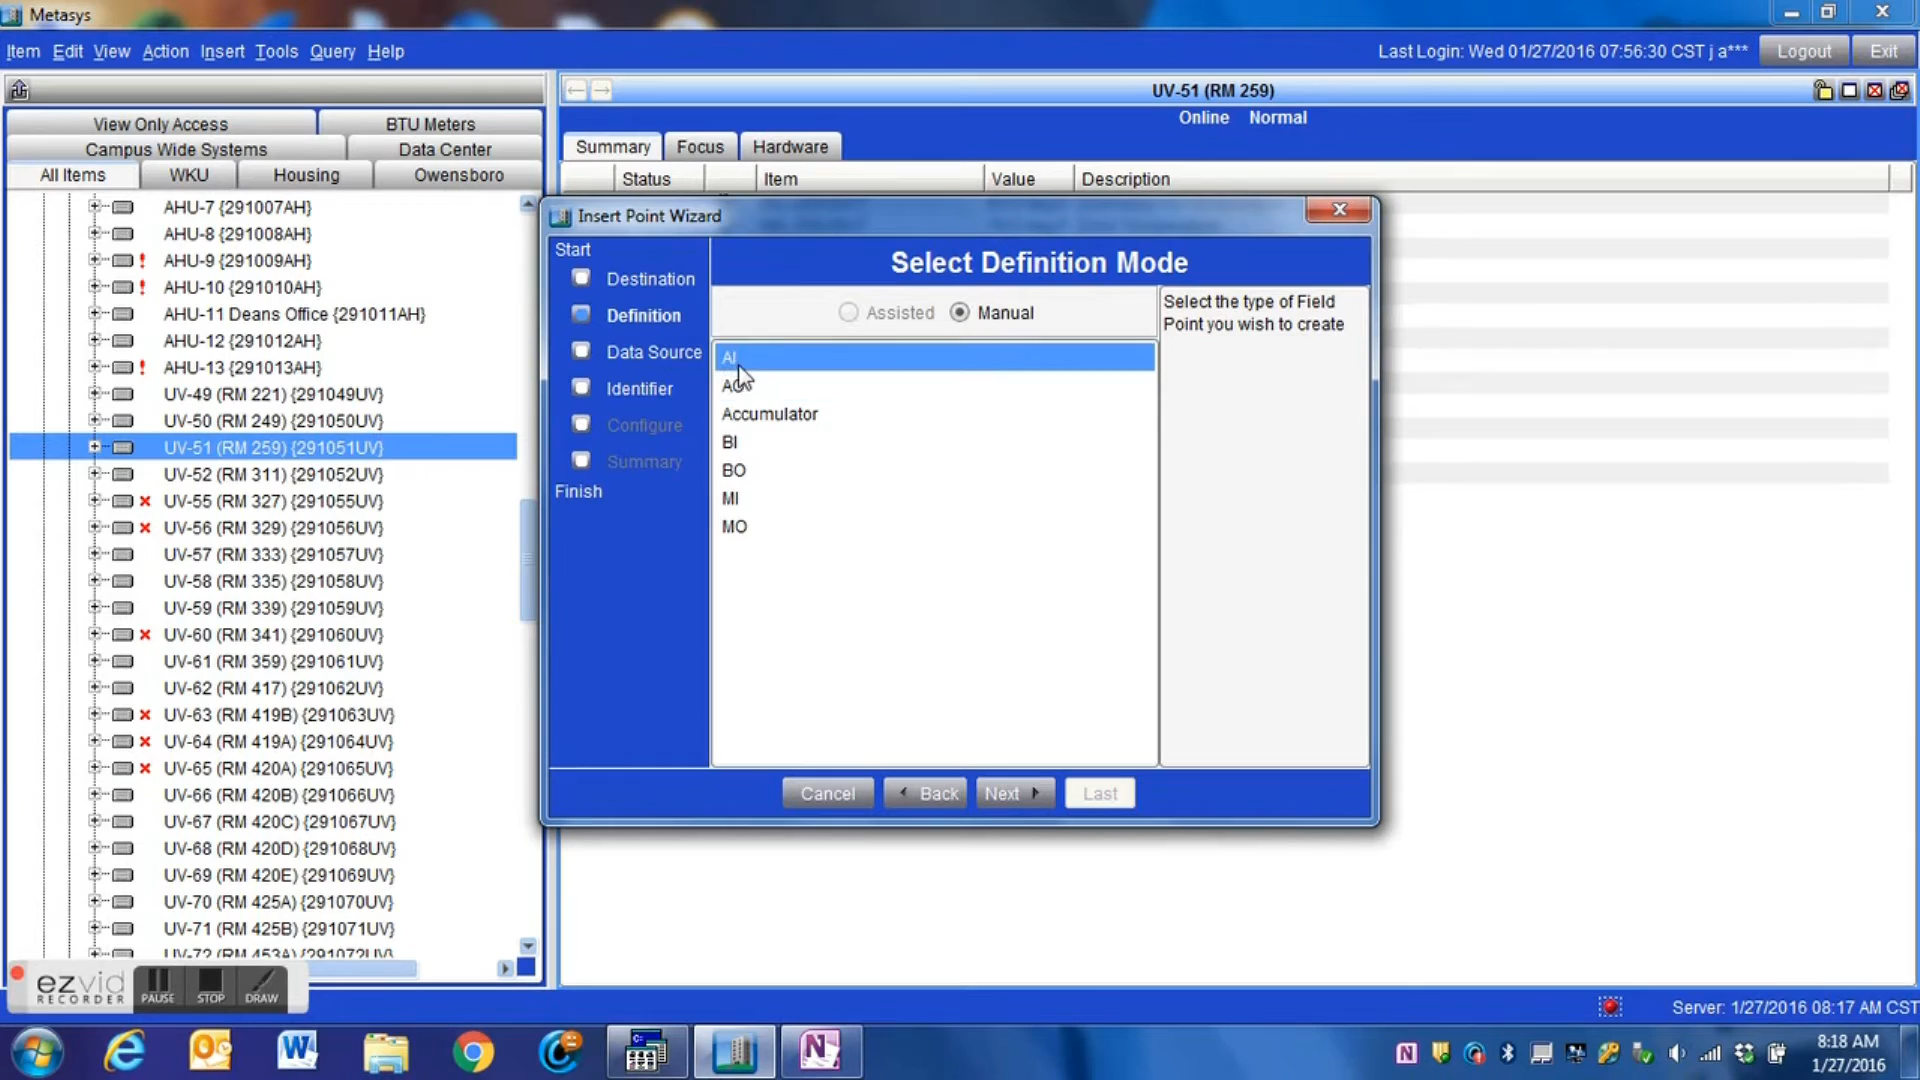 Metasys
Item Edit View Action Insert Tools Query Help
Last Login: Wed 01/27/2016 07:56:30 CST j a***
Logout
Exit
View Only Access
BTU Meters
Campus Wide Systems
Data Center
All Items
WKU
Housing
Owensboro
AHU-7 {291007AH}
AHU-8 {291008AH}
AHU-9 {291009AH}
AHU-10 {291010AH}
AHU-11 Deans Office {291011AH}
AHU-12 {291012AH}
AHU-13 {291013AH}
UV-49 (RM 221) {291049UV}
UV-50 (RM 249) {291050UV}
UV-51 (RM 259) {291051UV}
UV-52 (RM 311) {291052UV}
UV-55 (RM 327) {291055UV}
UV-56 (RM 329) {291056UV}
UV-57 (RM 333) {291057UV}
UV-58 (RM 335) {291058UV}
UV-59 (RM 339) {291059UV}
UV-60 (RM 341) {291060UV}
UV-61 (RM 359) {291061UV}
UV-62 (RM 417) {291062UV}
UV-63 (RM 419B) {291063UV}
UV-64 (RM 419A) {291064UV}
UV-65 (RM 420A) {291065UV}
UV-66 (RM 420B) {291066UV}
UV-67 (RM 420C) {291067UV}
UV-68 (RM 420D) {291068UV}
UV-69 (RM 420E) {291069UV}
UV-70 (RM 425A) {291070UV}
UV-71 (RM 425B) {291071UV}
UV-72 (RM 453A) {291072UV}
UV-51 (RM 259)
Online Normal
Summary Focus Hardware
Status Item Value Description
Insert Point Wizard
Start
Destination
Definition
Data Source
Identifier
Configure
Summary
Finish
Select Definition Mode
Assisted Manual
AI
AO
Accumulator
BI
BO
MI
MO
Select the type of Field
Point you wish to create
Cancel Back Next Last
ezvid
RECORDER
PAUSE STOP DRAW
Server: 1/27/2016 08:17 AM CST
8:18 AM
1/27/2016